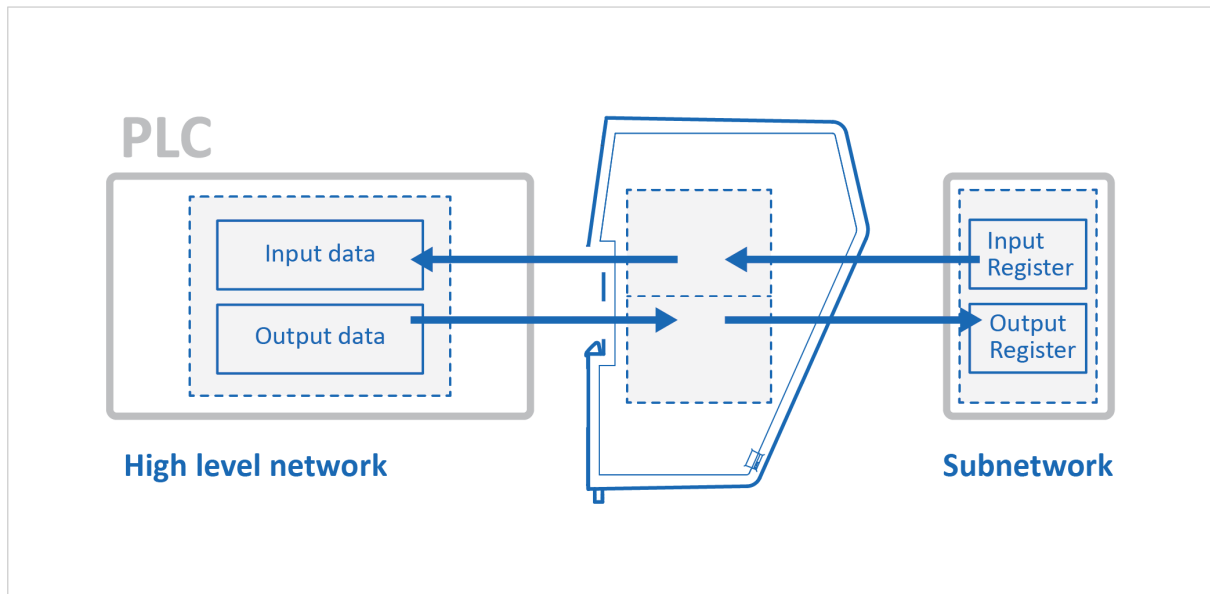 PLC
Input data
Output data
Input
Register
Output
Register
High level network
Subnetwork